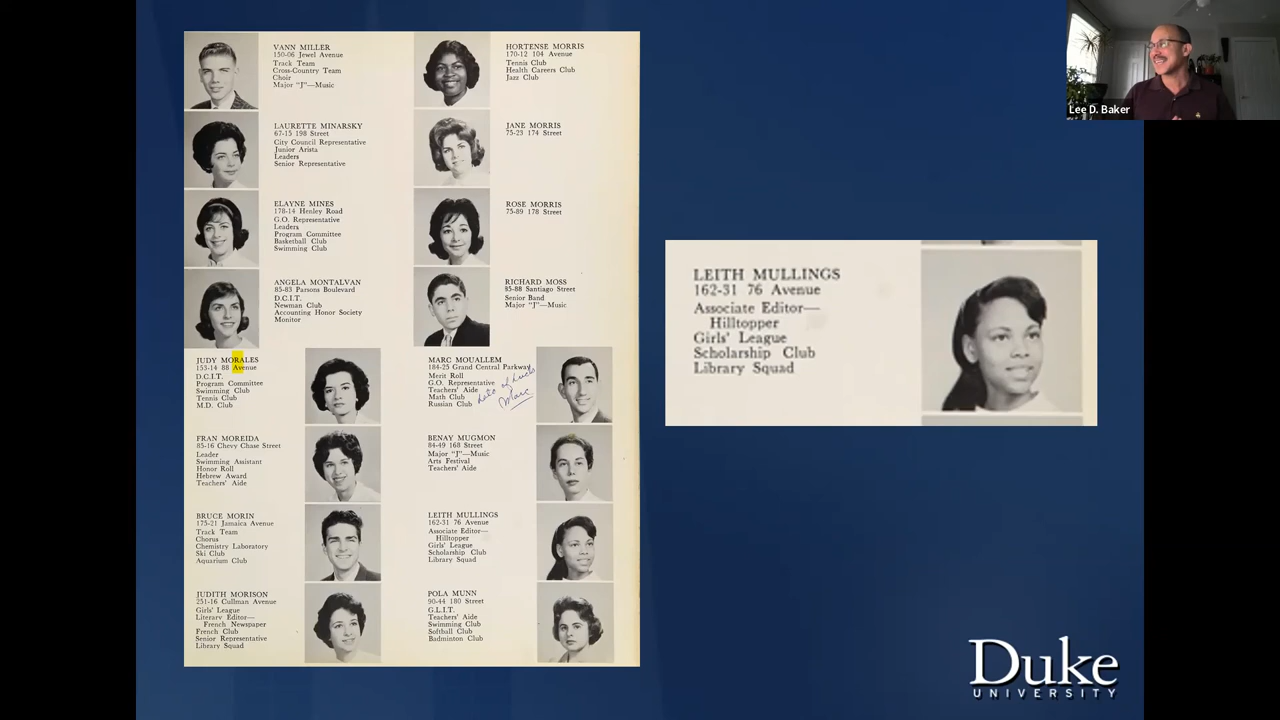 VANN MILLER
150-06 Jewel Avenue
Track Team
Cross-Country Team
Choir
Major "J"—Music
LAURETTE MINARSKY
67-15 198 Street
City Council Representative
Junior Arista
Leaders
Senior Representative
ELAYNE MINES
178-14 Henley Road
G.O. Representative
Leaders
Program Committee
Basketball Club
Swimming Club
ANGELA MONTALVAN
85-83 Parsons Boulevard
D.C.I.T.
Newman Club
Accounting Honor Society
Monitor
JUDY MORALES
153-14 88 Avenue
D.C.I.T.
Program Committee
Swimming Club
Tennis Club
M.D. Club
FRAN MOREIDA
85-16 Chevy Chase Street
Leader
Swimming Assistant
Honor Roll
Hebrew Award
Teachers' Aide
BRUCE MORIN
175-21 Jamaica Avenue
Track Team
Chorus
Chemistry Laboratory
Ski Club
Aquarium Club
JUDITH MORISON
251-16 Cullman Avenue
Girls' League
Literary Editor—
French Newspaper
French Club
Senior Representative
Library Squad
HORTENSE MORRIS
170-12 104 Avenue
Tennis Club
Health Careers Club
Jazz Club
JANE MORRIS
75-23 174 Street
ROSE MORRIS
75-89 178 Street
RICHARD MOSS
85-88 Santiago Street
Senior Band
Major "J"—Music
MARC MOUALLEM
184-25 Grand Central Parkway
Merit Roll
G.O. Representative
Teachers' Aide
Math Club
Russian Club
Lots of Luck
Marc
BENAY MUGMON
84-49 168 Street
Major "J"—Music
Arts Festival
Teachers' Aide
LEITH MULLINGS
162-31 76 Avenue
Associate Editor—
Hilltopper
Girls' League
Scholarship Club
Library Squad
POLA MUNN
90-44 180 Street
G.L.I.T.
Teachers' Aide
Swimming Club
Softball Club
Badminton Club
LEITH MULLINGS
162-31 76 Avenue
Associate Editor—
Hilltopper
Girls' League
Scholarship Club
Library Squad
Lee D. Baker
Duke
UNIVERSITY